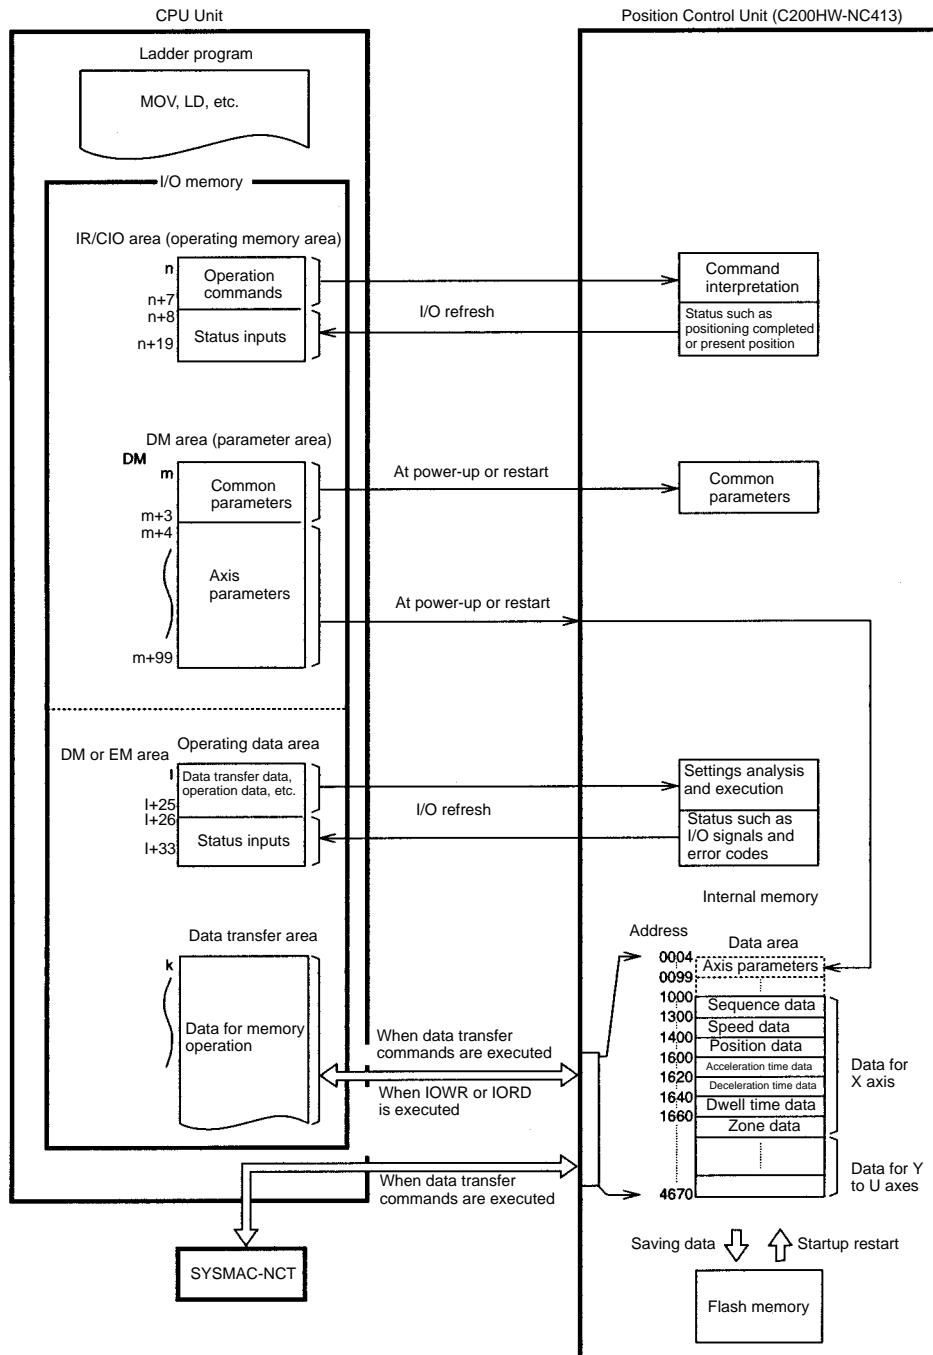 CPU Unit
Position Control Unit (C200HW-NC413)
Ladder program
MOV, LD, etc.
I/O memory
IR/CIO area (operating memory area)
n
Operation
commands
n+7
n+8
Status inputs
n+19
I/O refresh
Command
interpretation
Status such as
positioning completed
or present position
DM area (parameter area)
DM
m
Common
parameters
m+3
m+4
Axis
parameters
m+99
At power-up or restart
Common
parameters
At power-up or restart
DM or EM area
Operating data area
l
Data transfer data,
operation data, etc.
l+25
l+26
Status inputs
l+33
I/O refresh
Settings analysis
and execution
Status such as
I/O signals and
error codes
Internal memory
Data transfer area
k
Data for memory
operation
When data transfer
commands are executed
When IOWR or IORD
is executed
When data transfer
commands are executed
Address
Data area
0004
Axis parameters
0099
1000
Sequence data
1300
Speed data
1400
Position data
1600
Acceleration time data
1620
Deceleration time data
1640
Dwell time data
1660
Zone data
4670
Data for
X axis
Data for Y
to U axes
SYSMAC-NCT
Saving data
Startup restart
Flash memory